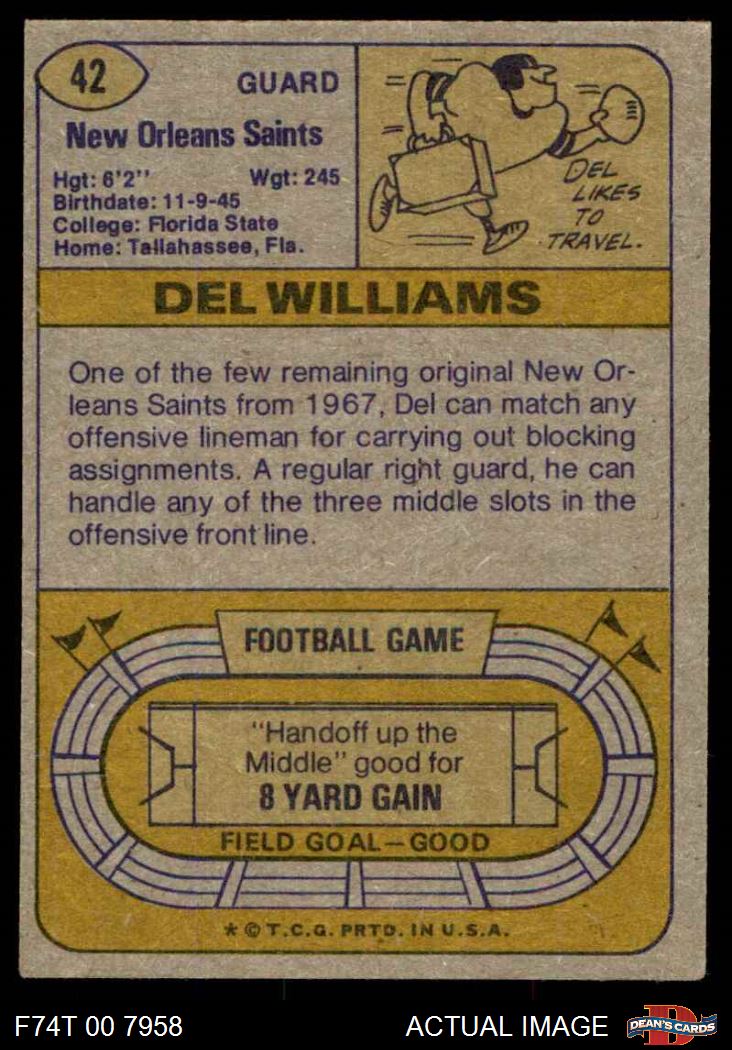 42
GUARD
New Orleans Saints
Hgt: 6'2" Wgt: 245
Birthdate: 11-9-45
College: Florida State
Home: Tallahassee, Fla.
DEL
LIKES
TO
TRAVEL.
DEL WILLIAMS
One of the few remaining original New Or-
leans Saints from 1967, Del can match any
offensive lineman for carrying out blocking
assignments. A regular right guard, he can
handle any of the three middle slots in the
offensive front line.
FOOTBALL GAME
"Handoff up the
Middle" good for
8 YARD GAIN
FIELD GOAL—GOOD
* © T.C.G. PRTD. IN U.S.A.
F74T 00 7958 ACTUAL IMAGE
D
DEAN'S CARDS